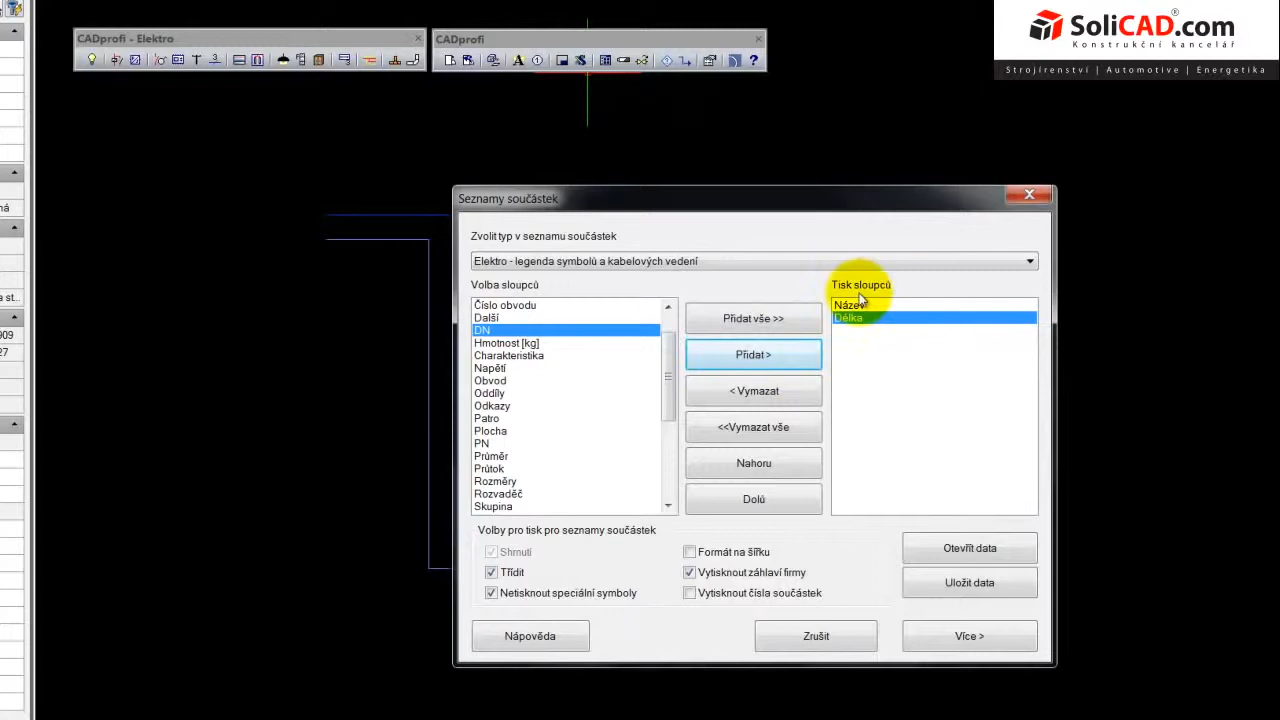 CADprofi - Elektro
CADprofi
SoliCAD.com
®
Konstrukční kancelář
Strojírenství | Automotive | Energetika
ná
a st...
909
27
Seznamy součástek
Zvolit typ v seznamu součástek
Elektro - legenda symbolů a kabelových vedení
Volba sloupců
Tisk sloupců
Číslo obvodu
Další
DN
Hmotnost [kg]
Charakteristika
Napětí
Obvod
Oddíly
Odkazy
Patro
Plocha
PN
Průměr
Průtok
Rozměry
Rozvaděč
Skupina
Přidat vše >>
Přidat >
< Vymazat
<<Vymazat vše
Nahoru
Dolů
Název
Délka
Volby pro tisk pro seznamy součástek
Shrnutí
Třídit
Netisknout speciální symboly
Formát na šířku
Vytisknout záhlaví firmy
Vytisknout čísla součástek
Otevřít data
Uložit data
Nápověda
Zrušit
Více >